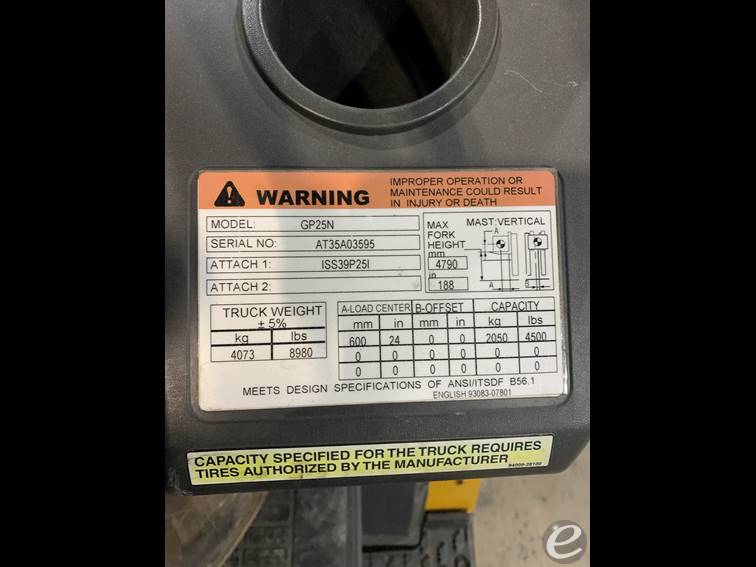 WARNING
IMPROPER OPERATION OR
MAINTENANCE COULD RESULT
IN INJURY OR DEATH
MODEL: GP25N
SERIAL NO: AT35A03595
ATTACH 1: ISS39P25I
ATTACH 2:
MAX
FORK
HEIGHT
mm
4790
in
188
MAST:VERTICAL
A
A B
TRUCK WEIGHT
± 5%
kg lbs
4073 8980
A-LOAD CENTER B-OFFSET CAPACITY
mm in mm in kg lbs
600 24 0 0 2050 4500
0 0 0 0 0 0
0 0 0 0 0 0
MEETS DESIGN SPECIFICATIONS OF ANSI/ITSDF B56.1
ENGLISH 93083-07801
CAPACITY SPECIFIED FOR THE TRUCK REQUIRES
TIRES AUTHORIZED BY THE MANUFACTURER
e